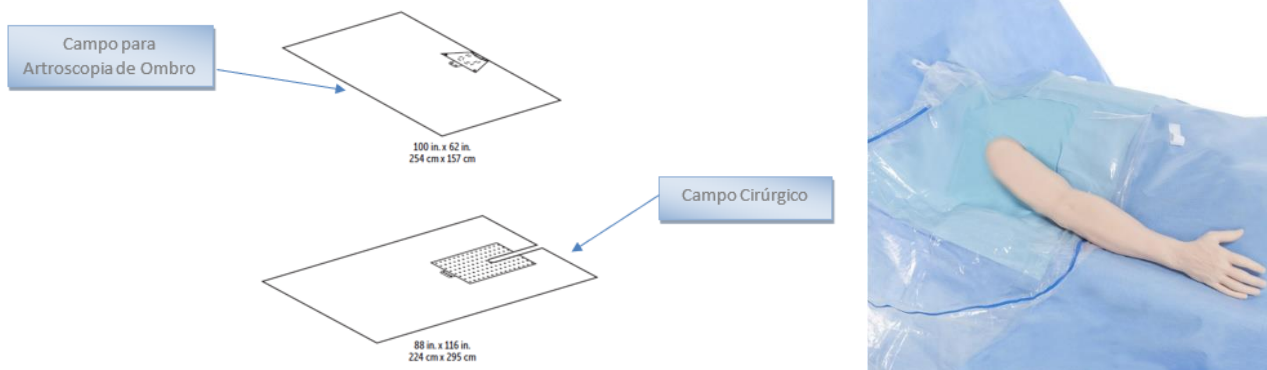 Campo para
Artroscopia de Ombro
100 in. x 62 in.
254 cm x 157 cm
Campo Cirúrgico
88 in. x 116 in.
224 cm x 295 cm